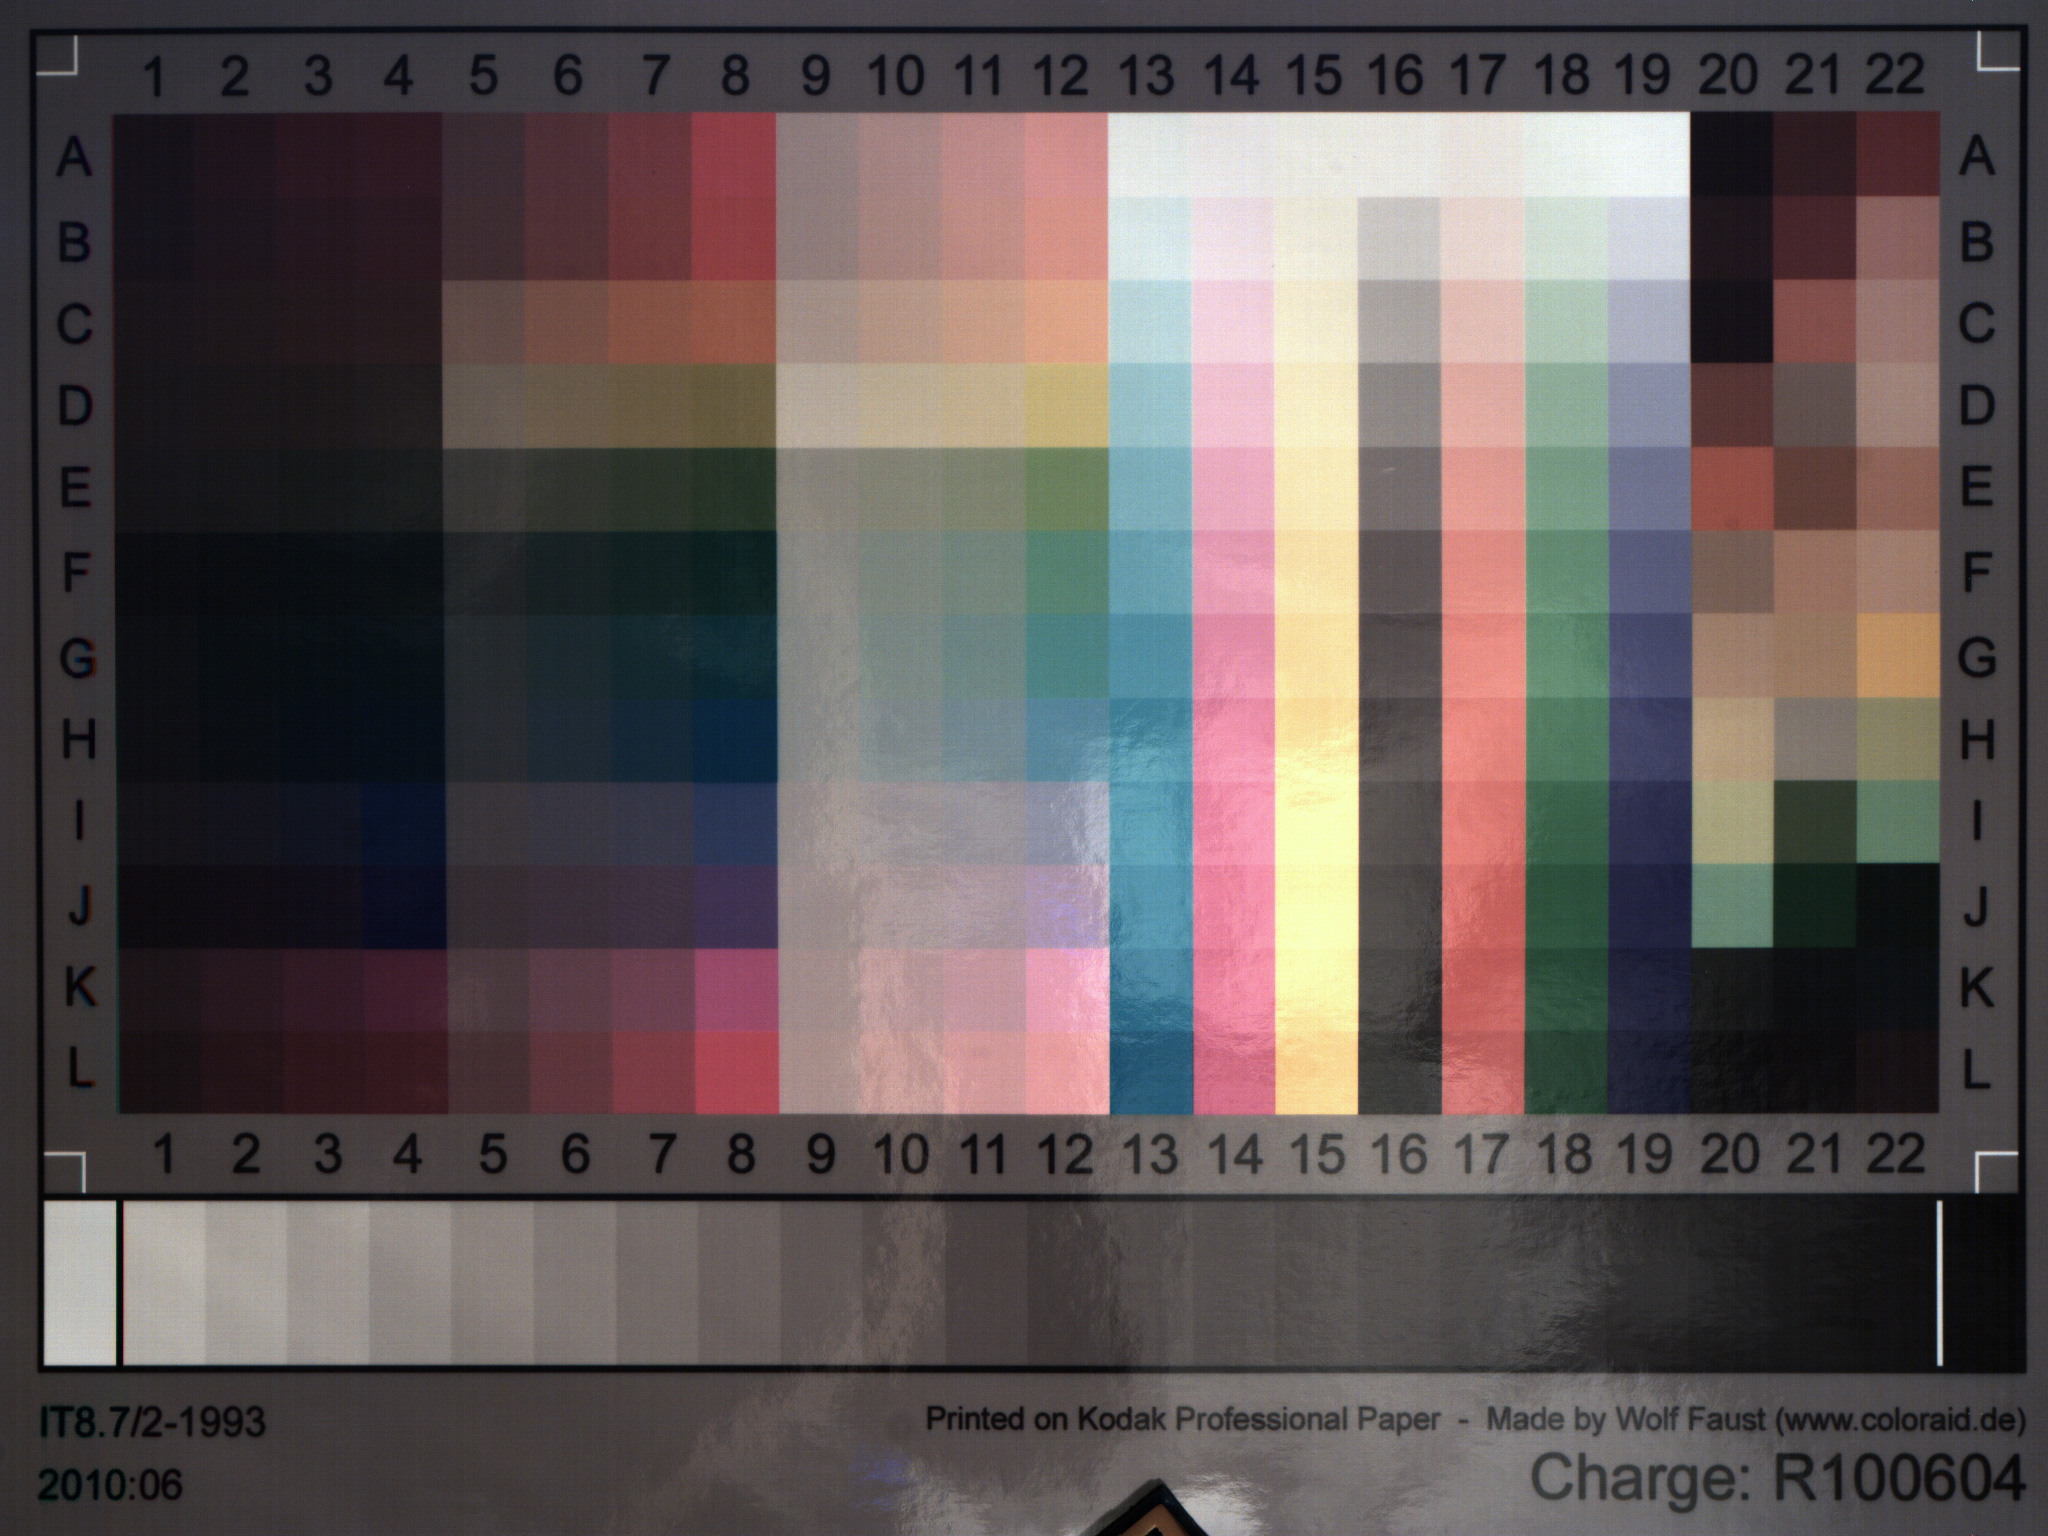 1 2 3 4 5 6 7 8 9 10 11 12 13 14 15 16 17 18 19 20 21 22
A A
B B
C C
D D
E E
F F
G G
H H
I I
J J
K K
L L
1 2 3 4 5 6 7 8 9 10 11 12 13 14 15 16 17 18 19 20 21 22
IT8.7/2-1993 Printed on Kodak Professional Paper - Made by Wolf Faust (www.coloraid.de)
2010:06 Charge: R100604